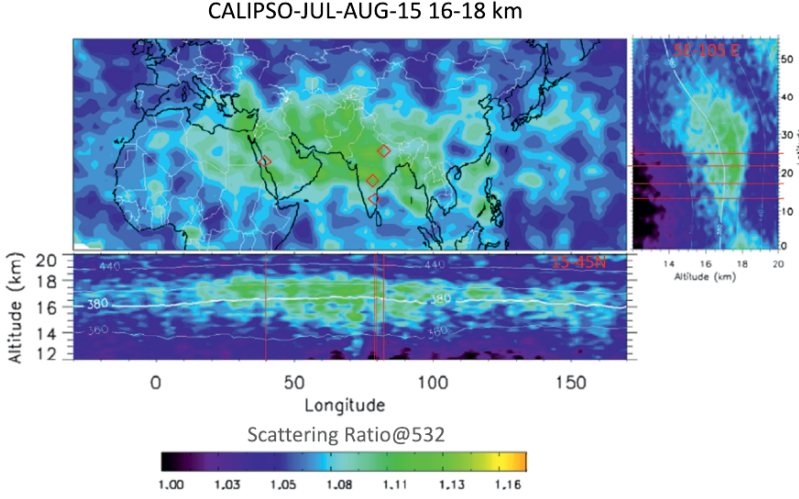 CALIPSO-JUL-AUG-15 16-18 km
5E-105 E
50
40
30
20
10
0
14 16 18 20
Altitude (km)
15-45N
20
18
16
14
12
Altitude (km)
440
440
380
380
360
360
0 50 100 150
Longitude
Scattering Ratio@532
1.00 1.03 1.05 1.08 1.11 1.13 1.16